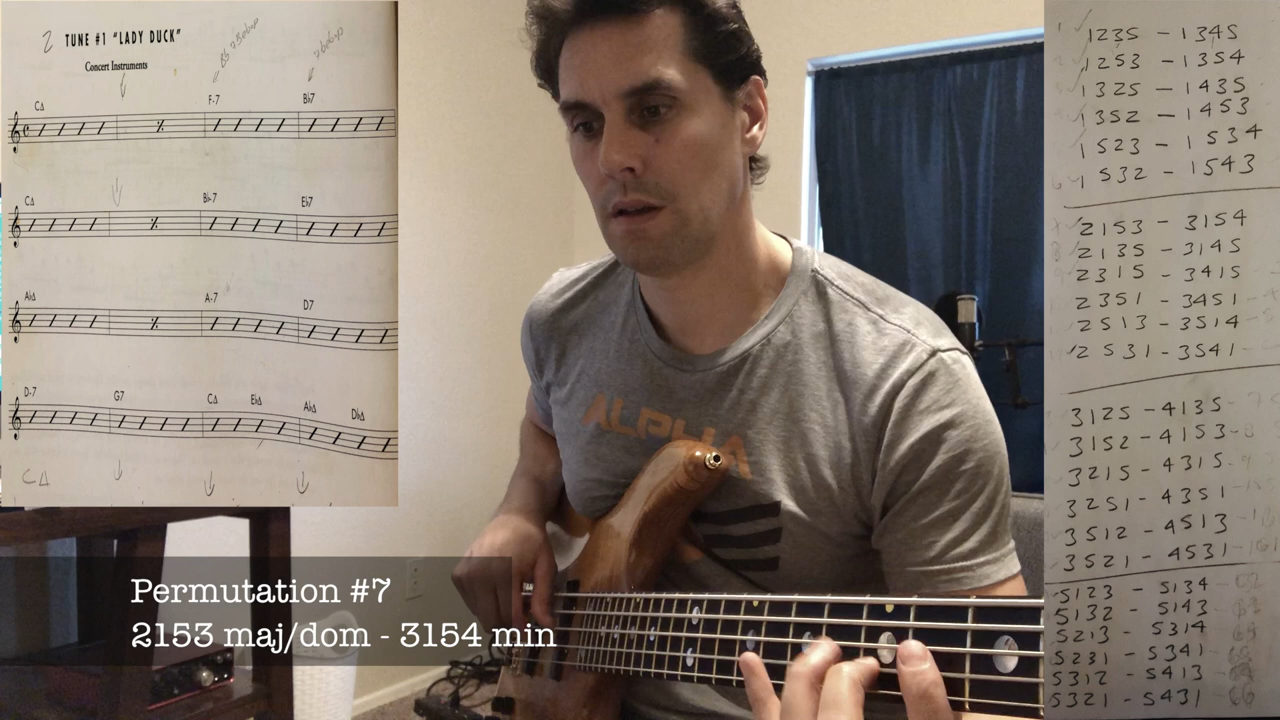 2 TUNE #1 "LADY DUCK"
Concert Instruments
C∆ F-7 B♭7
C∆ B♭-7 E♭7
A♭∆ A-7 D7
D-7 G7 C∆ E♭∆ A♭∆ D♭∆
C∆
ALPHA
Permutation #7
2153 maj/dom - 3154 min
1235 - 1345
1253 - 1354
1325 - 1435
1352 - 1453
1523 - 1534
1532 - 1543
2153 - 3154
2135 - 3145
2315 - 3415
2351 - 3451
2513 - 3514
2531 - 3541
3125 - 4135
3152 - 4153
3215 - 4315
3251 - 4351
3512 - 4513
3521 - 4531
5123 - 5134
5132 - 5143
5213 - 5314
5231 - 5341
5312 - 5413
5321 - 5431